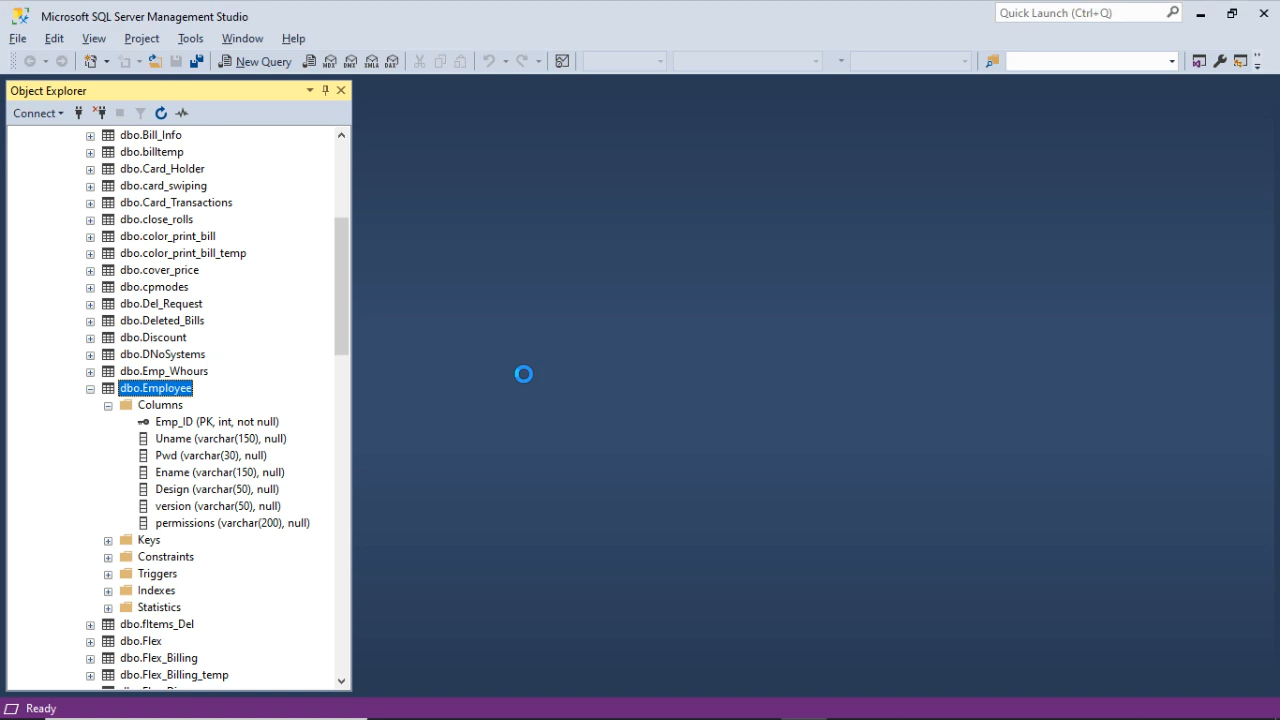 Microsoft SQL Server Management Studio
Quick Launch (Ctrl+Q)
File Edit View Project Tools Window Help
New Query MDX DMX XMLA DAX
Object Explorer
Connect
dbo.Bill_Info
dbo.billtemp
dbo.Card_Holder
dbo.card_swiping
dbo.Card_Transactions
dbo.close_rolls
dbo.color_print_bill
dbo.color_print_bill_temp
dbo.cover_price
dbo.cpmodes
dbo.Del_Request
dbo.Deleted_Bills
dbo.Discount
dbo.DNoSystems
dbo.Emp_Whours
dbo.Employee
Columns
Emp_ID (PK, int, not null)
Uname (varchar(150), null)
Pwd (varchar(30), null)
Ename (varchar(150), null)
Design (varchar(50), null)
version (varchar(50), null)
permissions (varchar(200), null)
Keys
Constraints
Triggers
Indexes
Statistics
dbo.fItems_Del
dbo.Flex
dbo.Flex_Billing
dbo.Flex_Billing_temp
Ready